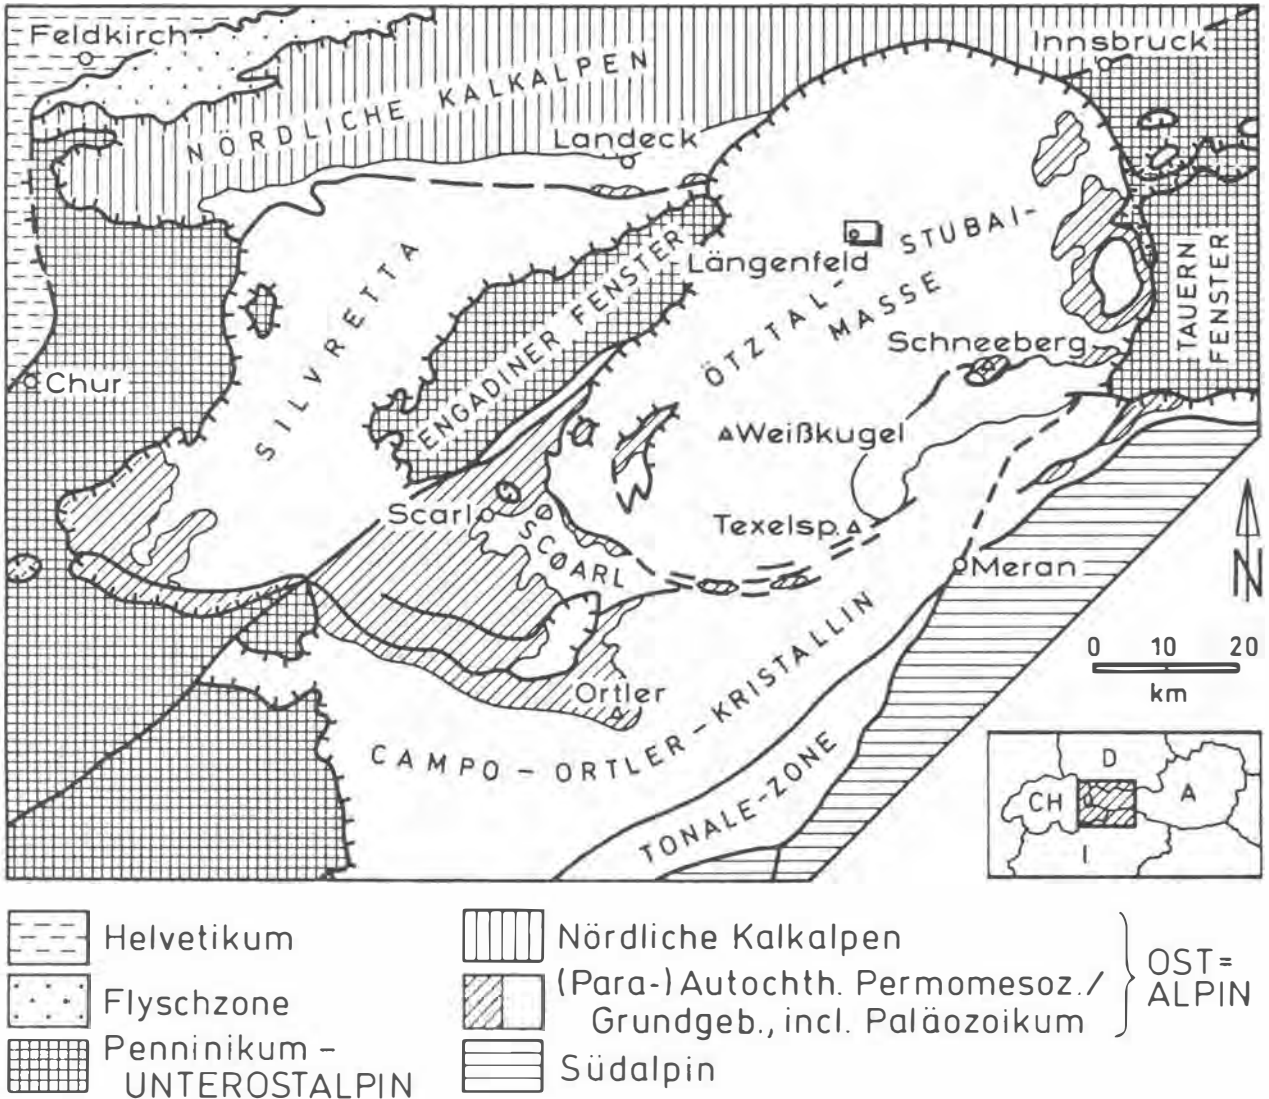 Feldkirch
Innsbruck
NÖRDLICHE KALKALPEN
Landeck
STUBAI-
Längenfeld
ÖTZTAL-
MASSE
TAUERN
FENSTER
SILVRETTA
ENGADINER FENSTER
Schneeberg
Chur
Weißkugel
Scarl
SCARL
Texelsp.
Meran
N
Ortler
CAMPO-ORTLER-KRISTALLIN
TONALE-ZONE
0 10 20
km
D
CH
A
I
Helvetikum
Flyschzone
Penninikum-
UNTEROSTALPIN
Nördliche Kalkalpen
(Para-) Autochth. Permomesoz./
Grundgeb., incl. Paläozoikum
Südalpin
OST=
ALPIN